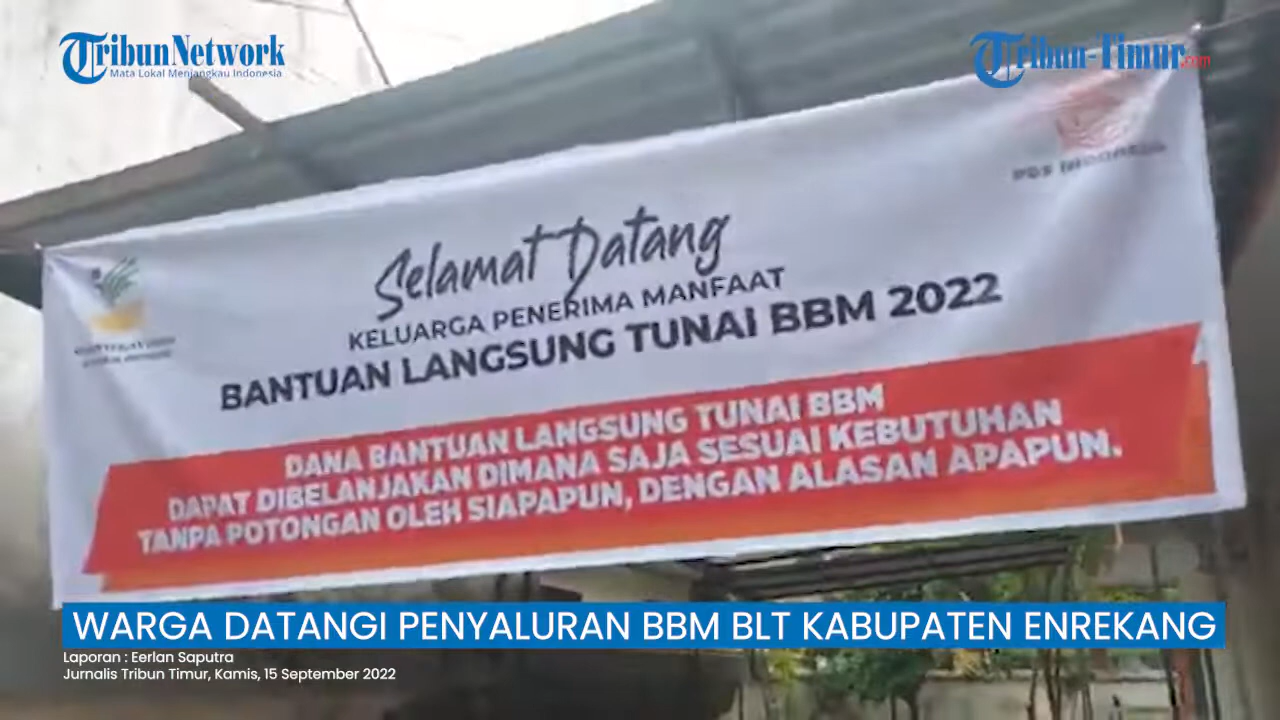 Tribun Network
Mata Lokal Menjangkau Indonesia
Tribun-Timur.com
POS INDONESIA
Selamat Datang
KELUARGA PENERIMA MANFAAT
BANTUAN LANGSUNG TUNAI BBM 2022
DANA BANTUAN LANGSUNG TUNAI BBM
DAPAT DIBELANJAKAN DIMANA SAJA SESUAI KEBUTUHAN
TANPA POTONGAN OLEH SIAPAPUN, DENGAN ALASAN APAPUN.
WARGA DATANGI PENYALURAN BBM BLT KABUPATEN ENREKANG
Laporan : Eerlan Saputra
Jurnalis Tribun Timur, Kamis, 15 September 2022